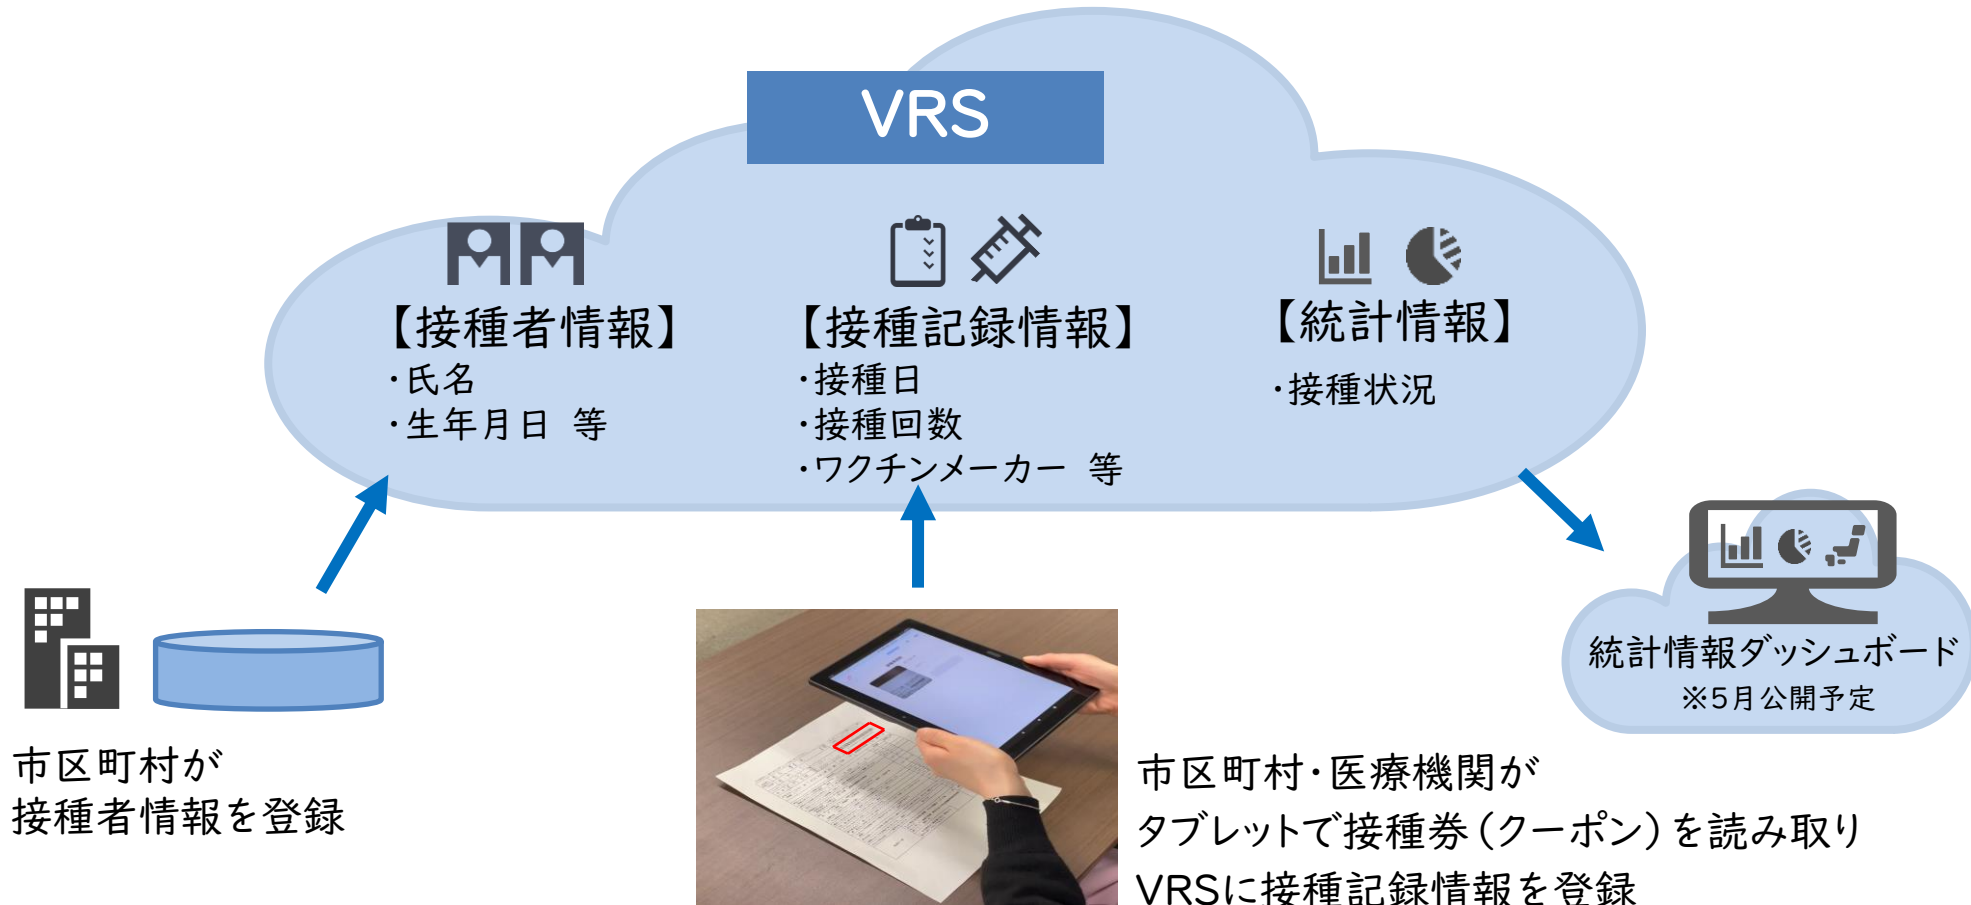 VRS
【接種者情報】
・氏名
・生年月日 等
【接種記録情報】
・接種日
・接種回数
・ワクチンメーカー 等
【統計情報】
・接種状況
市区町村が
接種者情報を登録
市区町村・医療機関が
タブレットで接種券(クーポン)を読み取り
VRSに接種記録情報を登録
統計情報ダッシュボード
※5月公開予定